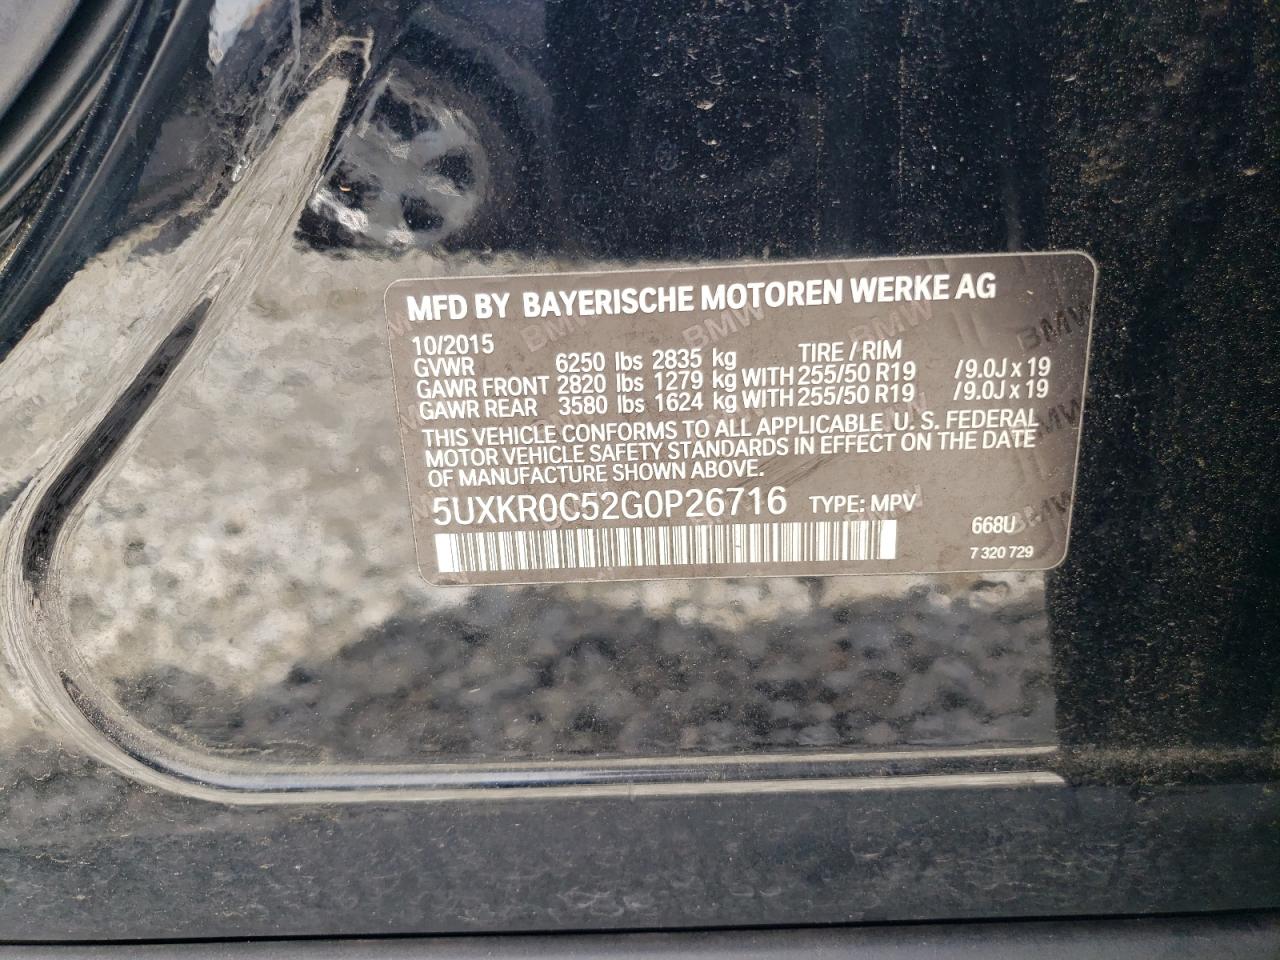 MFD BY BAYERISCHE MOTOREN WERKE AG
10/2015 TIRE / RIM
GVWR 6250 lbs 2835 kg
GAWR FRONT 2820 lbs 1279 kg WITH 255/50 R19 / 9.0J x 19
GAWR REAR 3580 lbs 1624 kg WITH 255/50 R19 / 9.0J x 19
THIS VEHICLE CONFORMS TO ALL APPLICABLE U. S. FEDERAL
MOTOR VEHICLE SAFETY STANDARDS IN EFFECT ON THE DATE
OF MANUFACTURE SHOWN ABOVE.
5UXKR0C52G0P26716 TYPE: MPV
668U
7 320 729